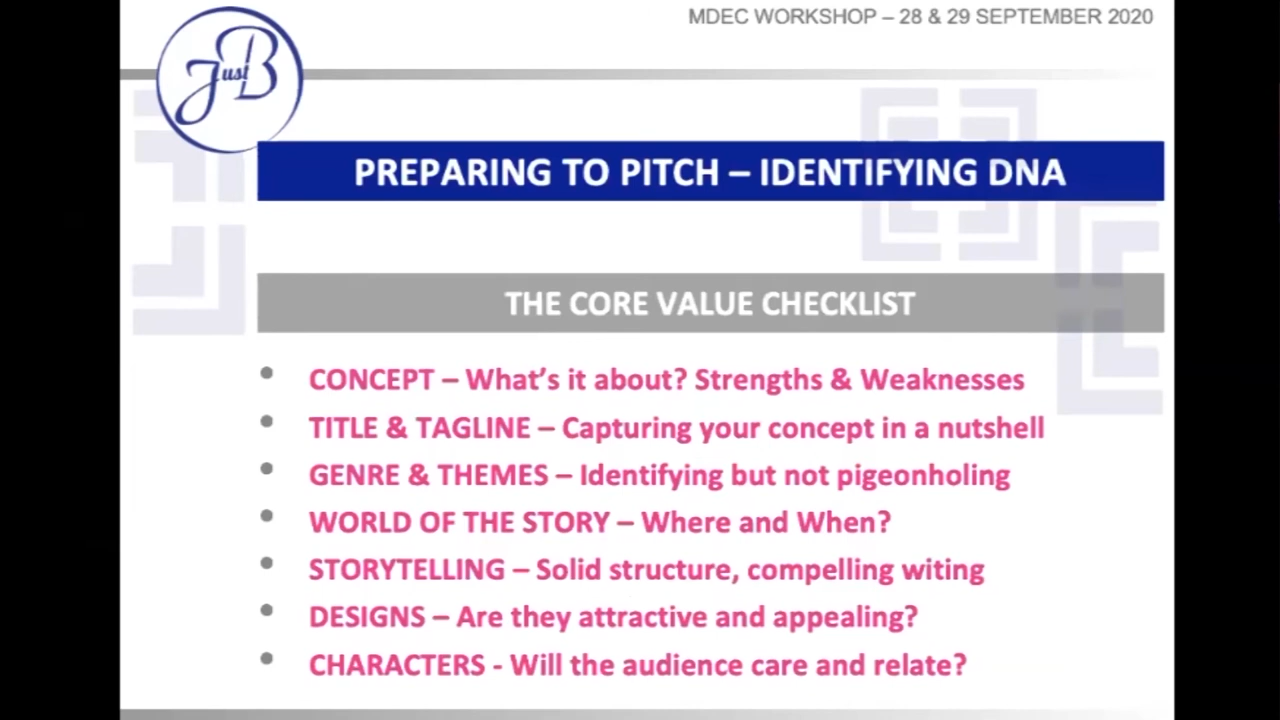 MDEC WORKSHOP – 28 & 29 SEPTEMBER 2020
Just B
PREPARING TO PITCH – IDENTIFYING DNA
THE CORE VALUE CHECKLIST
• CONCEPT – What's it about? Strengths & Weaknesses
• TITLE & TAGLINE – Capturing your concept in a nutshell
• GENRE & THEMES – Identifying but not pigeonholing
• WORLD OF THE STORY – Where and When?
• STORYTELLING – Solid structure, compelling witing
• DESIGNS – Are they attractive and appealing?
• CHARACTERS - Will the audience care and relate?